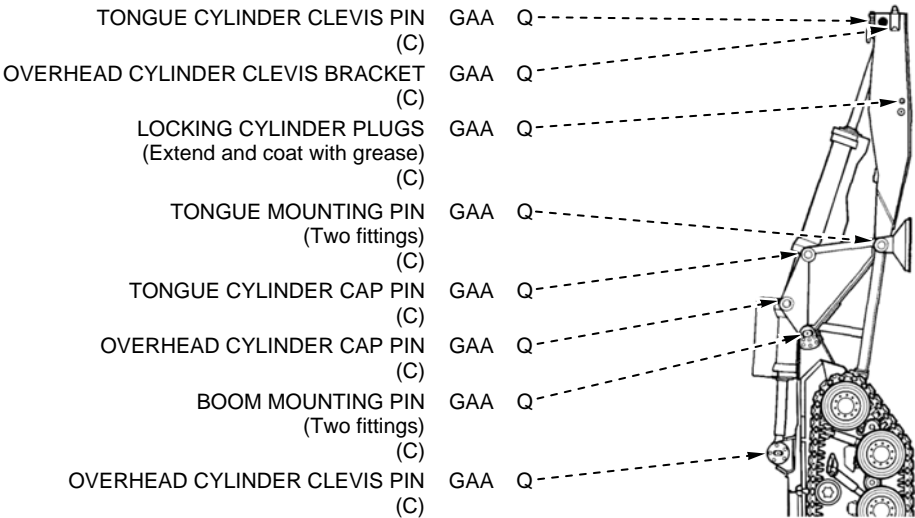 TONGUE CYLINDER CLEVIS PIN GAA Q
(C)
OVERHEAD CYLINDER CLEVIS BRACKET GAA Q
(C)
LOCKING CYLINDER PLUGS GAA Q
(Extend and coat with grease)
(C)
TONGUE MOUNTING PIN GAA Q
(Two fittings)
(C)
TONGUE CYLINDER CAP PIN GAA Q
(C)
OVERHEAD CYLINDER CAP PIN GAA Q
(C)
BOOM MOUNTING PIN GAA Q
(Two fittings)
(C)
OVERHEAD CYLINDER CLEVIS PIN GAA Q
(C)